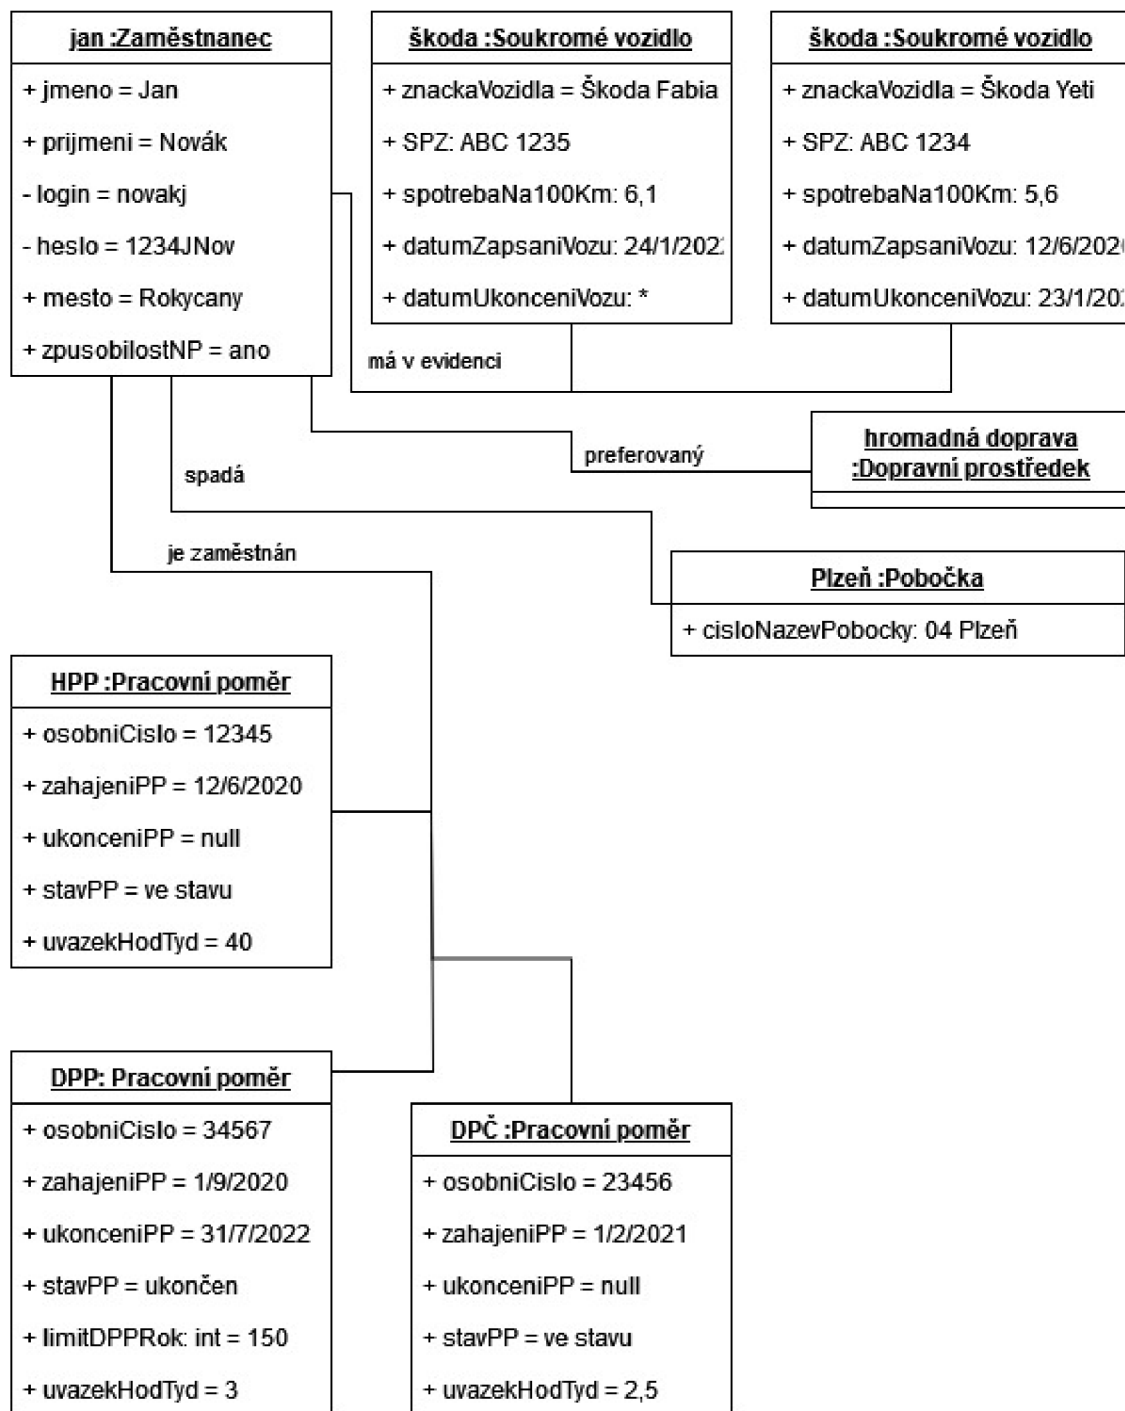 jan :Zaměstnanec
+ jmeno = Jan
+ prijmeni = Novák
- login = novakj
- heslo = 1234JNov
+ mesto = Rokycany
+ zpusobilostNP = ano
škoda :Soukromé vozidlo
+ znackaVozidla = Škoda Fabia
+ SPZ: ABC 1235
+ spotrebaNa100Km: 6,1
+ datumZapsaniVozu: 24/1/202
+ datumUkonceniVozu: *
škoda :Soukromé vozidlo
+ znackaVozidla = Škoda Yeti
+ SPZ: ABC 1234
+ spotrebaNa100Km: 5,6
+ datumZapsaniVozu: 12/6/202
+ datumUkonceniVozu: 23/1/20
má v evidenci
preferovaný
hromadná doprava
:Dopravní prostředek
spadá
je zaměstnán
Plzeň :Pobočka
+ cisloNazevPobocky: 04 Plzeň
HPP :Pracovní poměr
+ osobniCislo = 12345
+ zahajeniPP = 12/6/2020
+ ukonceniPP = null
+ stavPP = ve stavu
+ uvazekHodTyd = 40
DPP: Pracovní poměr
+ osobniCislo = 34567
+ zahajeniPP = 1/9/2020
+ ukonceniPP = 31/7/2022
+ stavPP = ukončen
+ limitDPPRok: int = 150
+ uvazekHodTyd = 3
DPČ :Pracovní poměr
+ osobniCislo = 23456
+ zahajeniPP = 1/2/2021
+ ukonceniPP = null
+ stavPP = ve stavu
+ uvazekHodTyd = 2,5